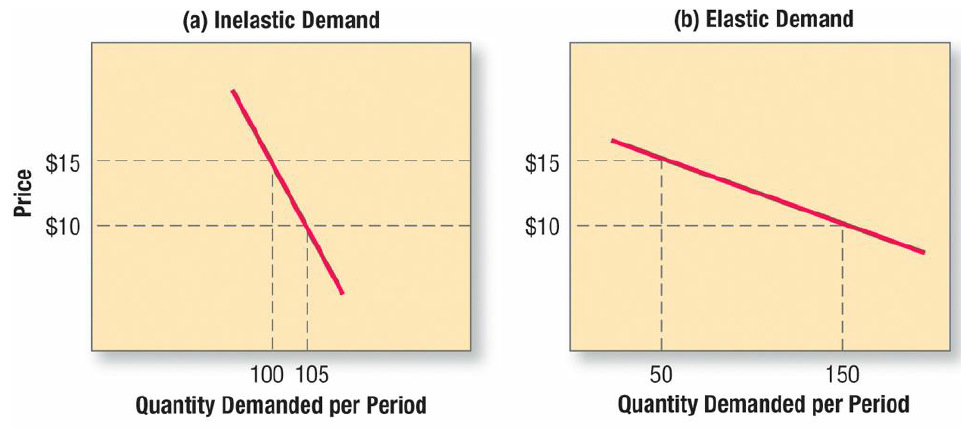 (a) Inelastic Demand
Price
$15
$10
100 105
Quantity Demanded per Period
(b) Elastic Demand
$15
$10
50 150
Quantity Demanded per Period